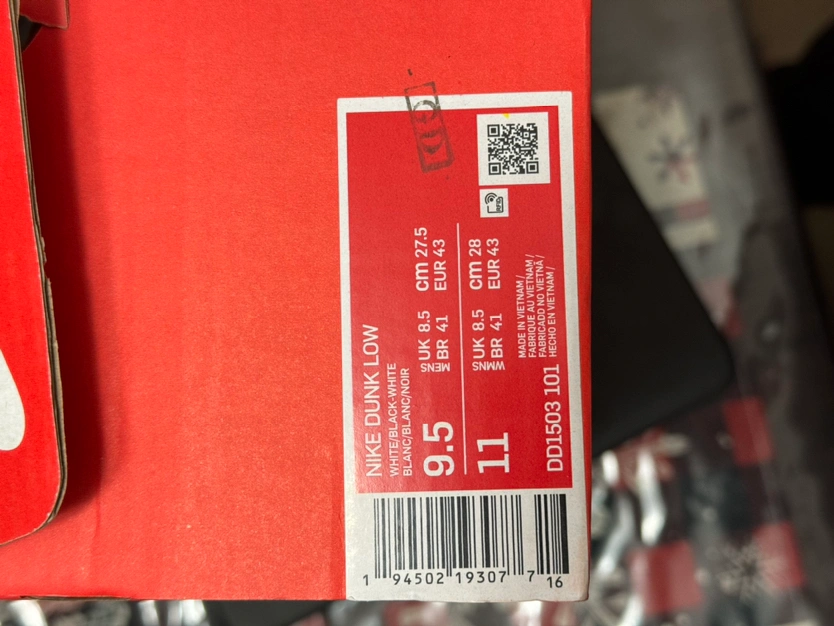 NIKE DUNK LOW
WHITE/BLACK-WHITE
BLANC/BLANC/NOIR
9.5 MENS UK 8.5 cm 27.5
BR 41 EUR 43
11 WMNS UK 8.5 cm 28
BR 41 EUR 43
MADE IN VIETNAM /
FABRIQUE AU VIETNAM /
FABRICADO NO VIETNÃ /
HECHO EN VIETNAM /
DD1503 101
1 94502 19307 7 16